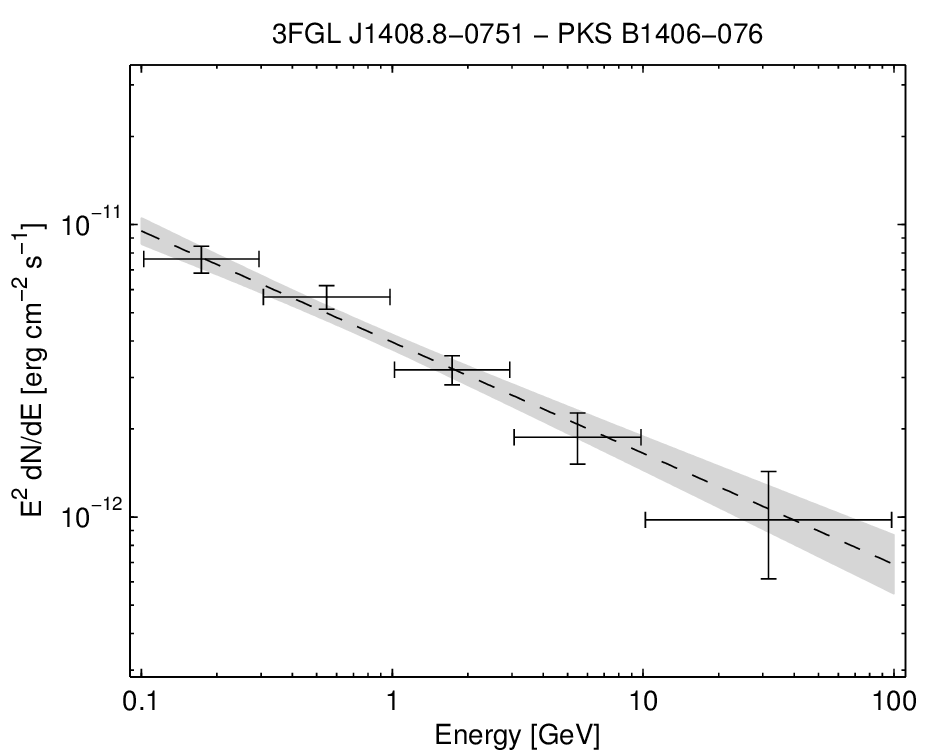 3FGL J1408.8−0751 − PKS B1406−076
E² dN/dE [erg cm⁻² s⁻¹]
10⁻¹¹
10⁻¹²
0.1 1 10 100
Energy [GeV]